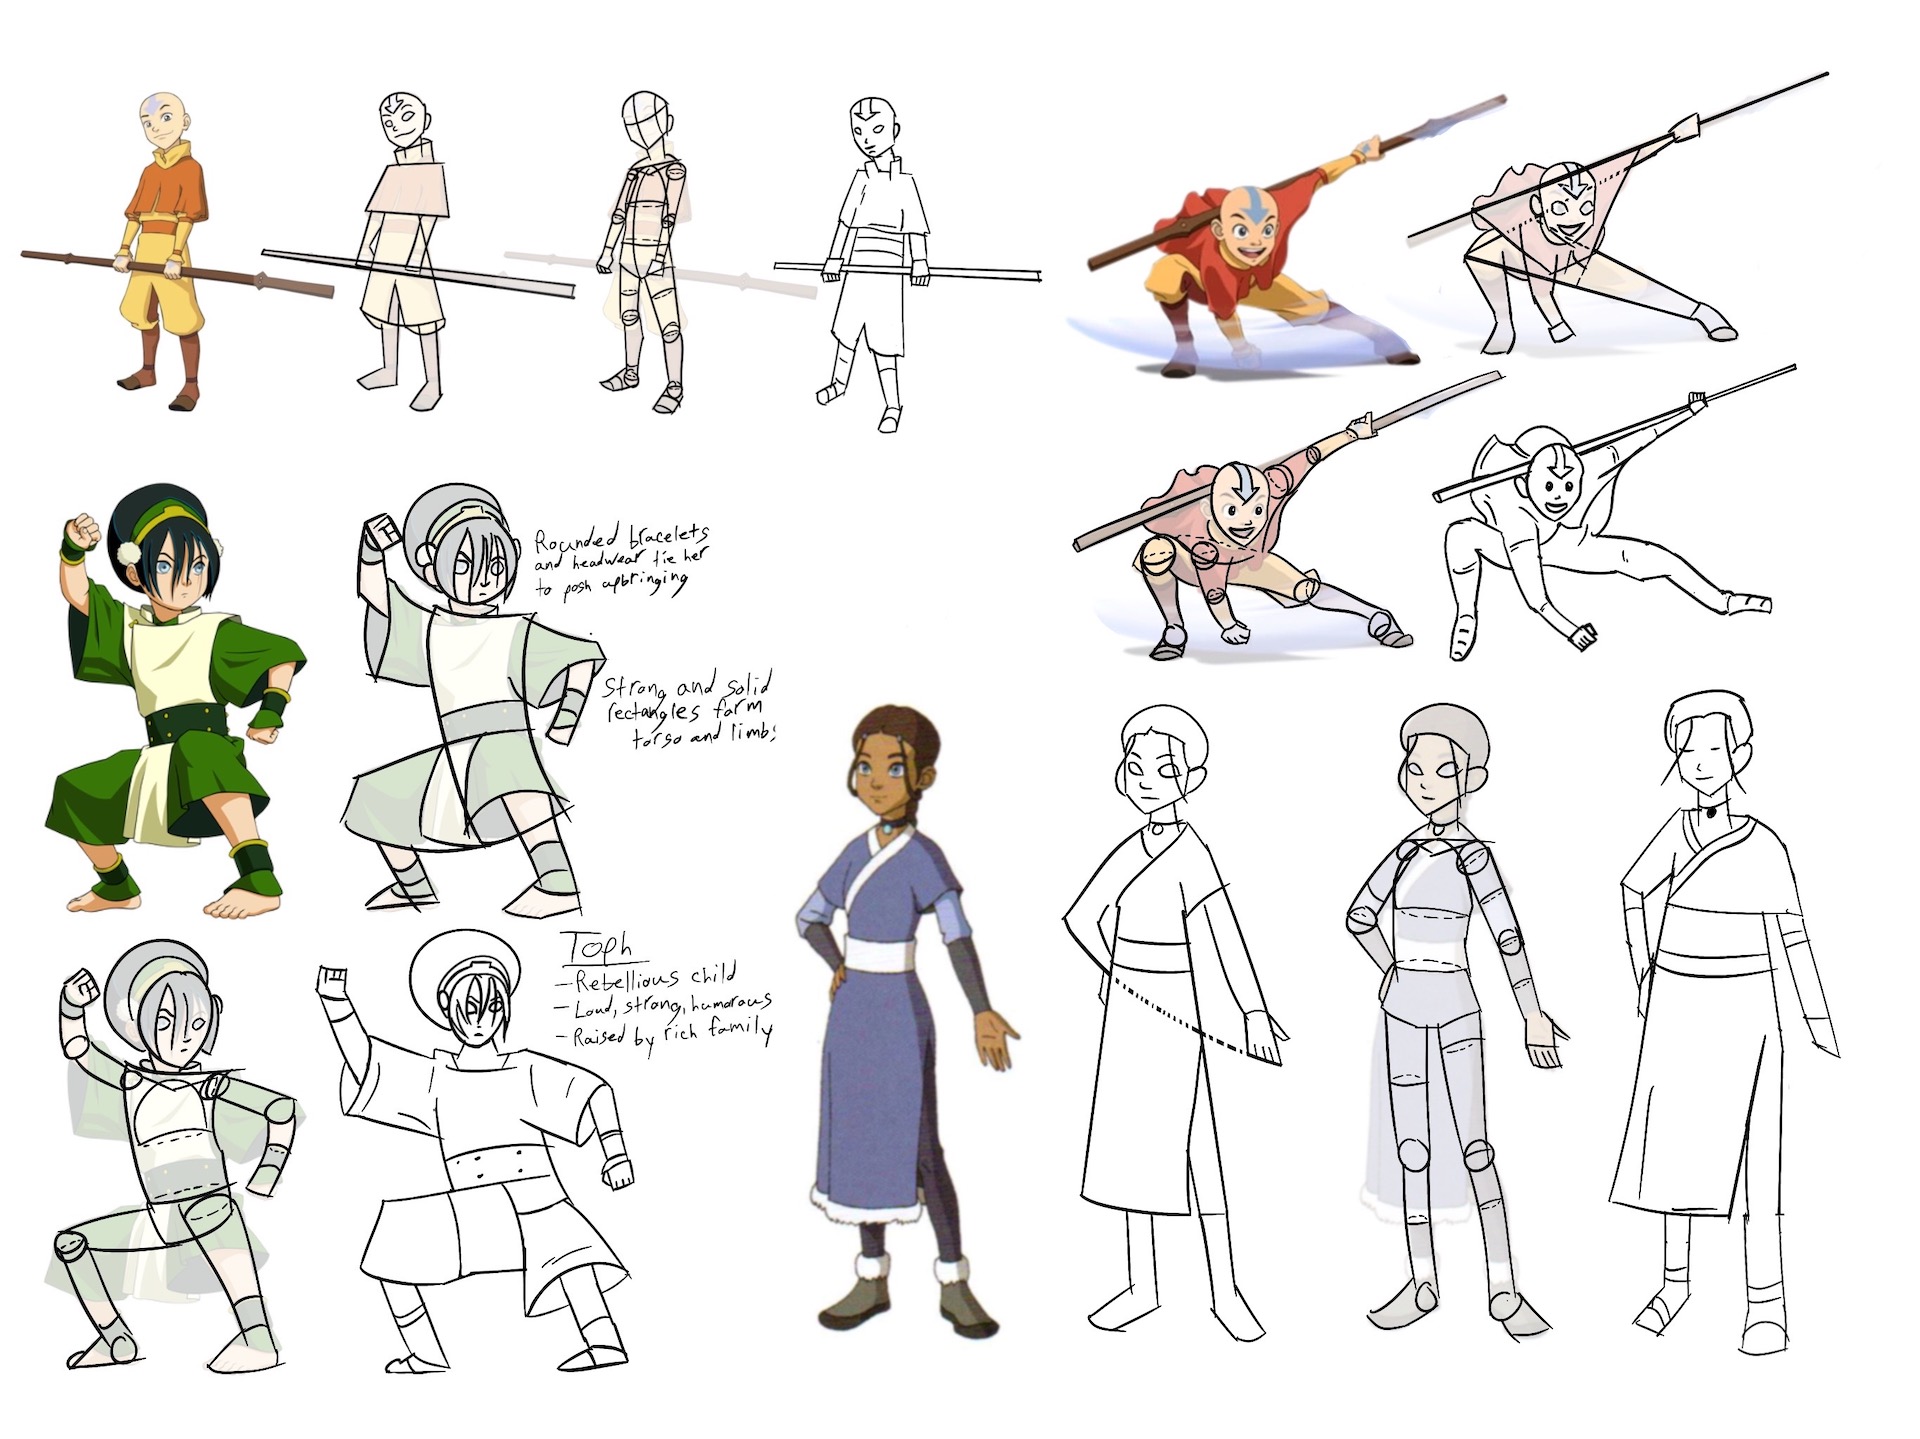 Rounded bracelets
and headwear tie her
to posh upbringing
Strong and solid
rectangles form
torso and limbs
Toph
- Rebellious child
- Loud, strong, humorous
- Raised by rich family